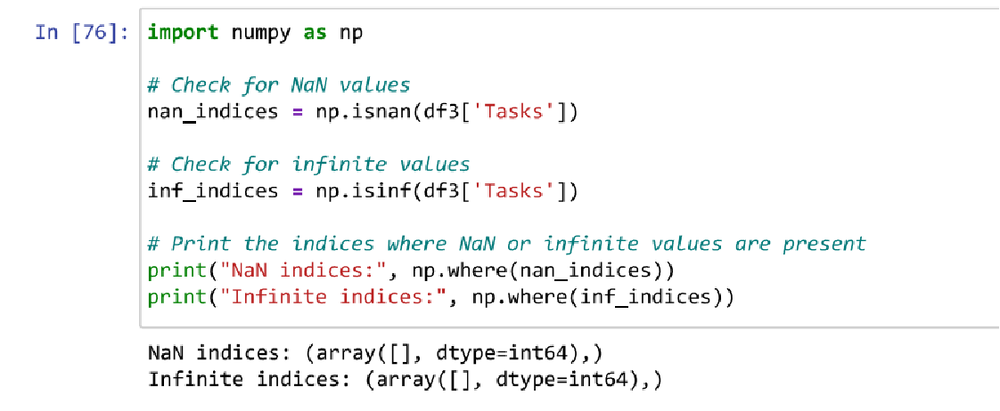 In [76]: import numpy as np
# Check for NaN values
nan_indices = np.isnan(df3['Tasks'])
# Check for infinite values
inf_indices = np.isinf(df3['Tasks'])
# Print the indices where NaN or infinite values are present
print("NaN indices:", np.where(nan_indices))
print("Infinite indices:", np.where(inf_indices))
NaN indices: (array([], dtype=int64),)
Infinite indices: (array([], dtype=int64),)